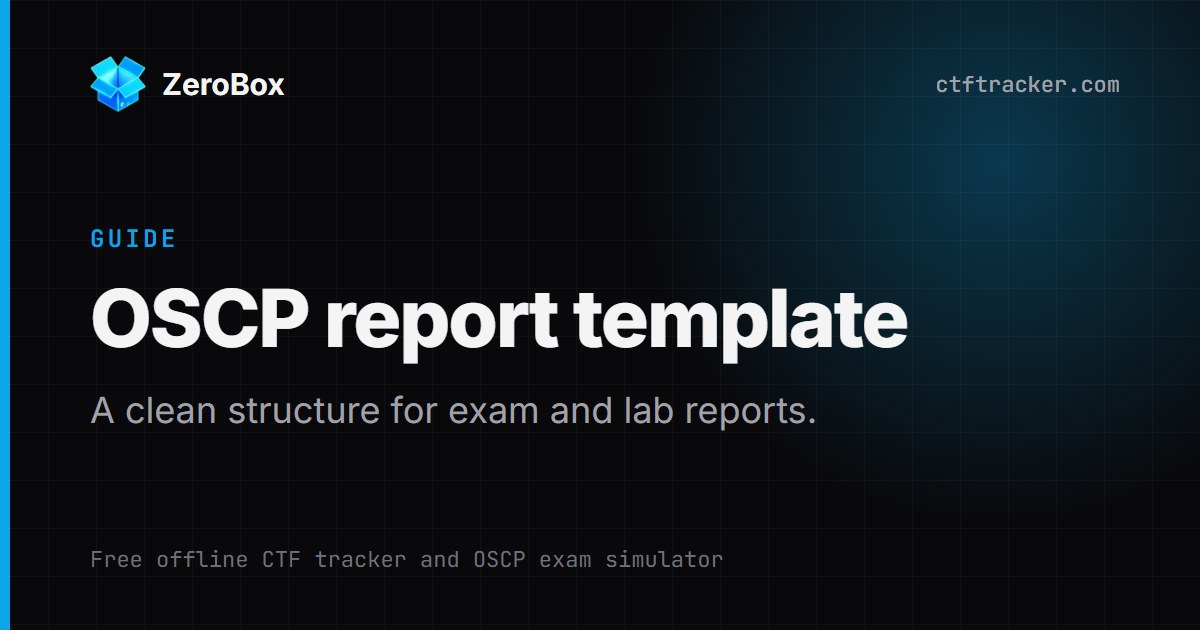 ZeroBox
ctftracker.com
GUIDE
OSCP report template
A clean structure for exam and lab reports.
Free offline CTF tracker and OSCP exam simulator